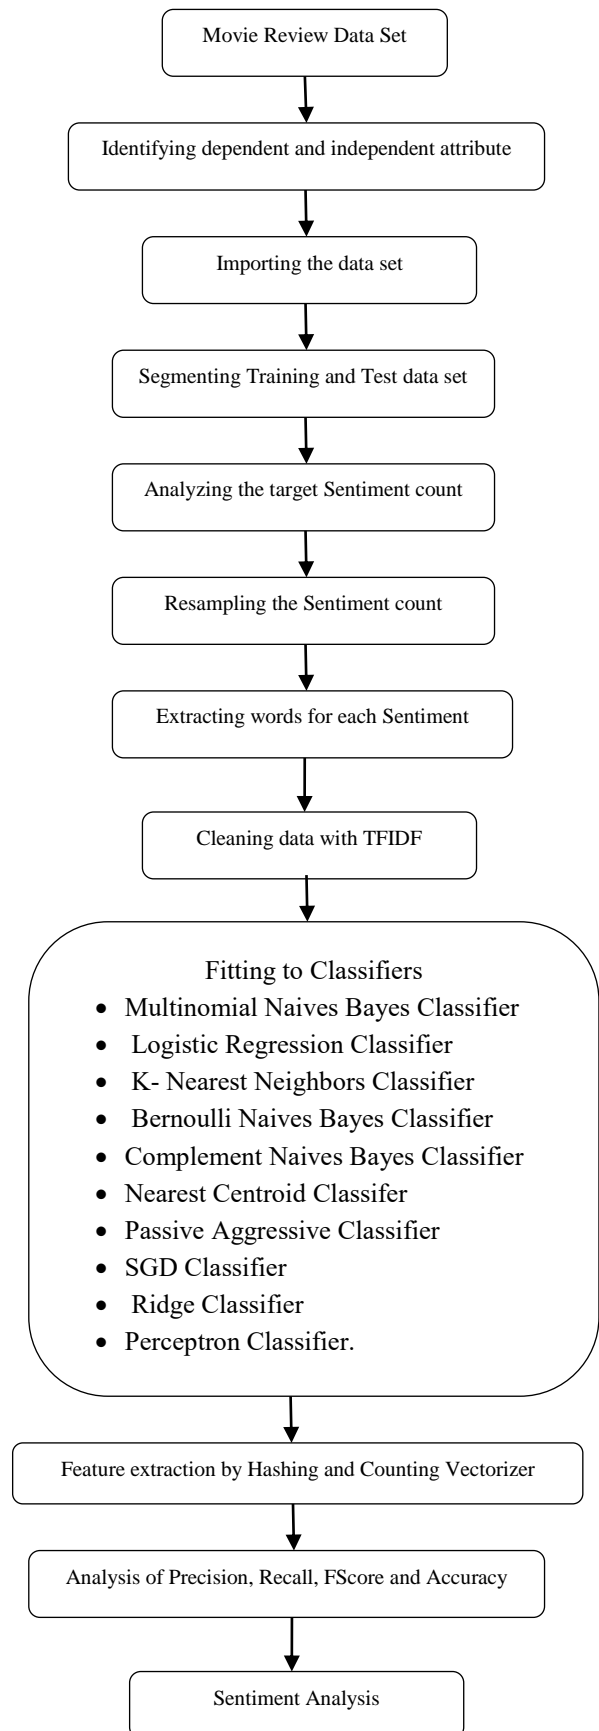 Movie Review Data Set
Identifying dependent and independent attribute
Importing the data set
Segmenting Training and Test data set
Analyzing the target Sentiment count
Resampling the Sentiment count
Extracting words for each Sentiment
Cleaning data with TFIDF
Fitting to Classifiers
• Multinomial Naives Bayes Classifier
• Logistic Regression Classifier
• K- Nearest Neighbors Classifier
• Bernoulli Naives Bayes Classifier
• Complement Naives Bayes Classifier
• Nearest Centroid Classifer
• Passive Aggressive Classifier
• SGD Classifier
• Ridge Classifier
• Perceptron Classifier.
Feature extraction by Hashing and Counting Vectorizer
Analysis of Precision, Recall, FScore and Accuracy
Sentiment Analysis